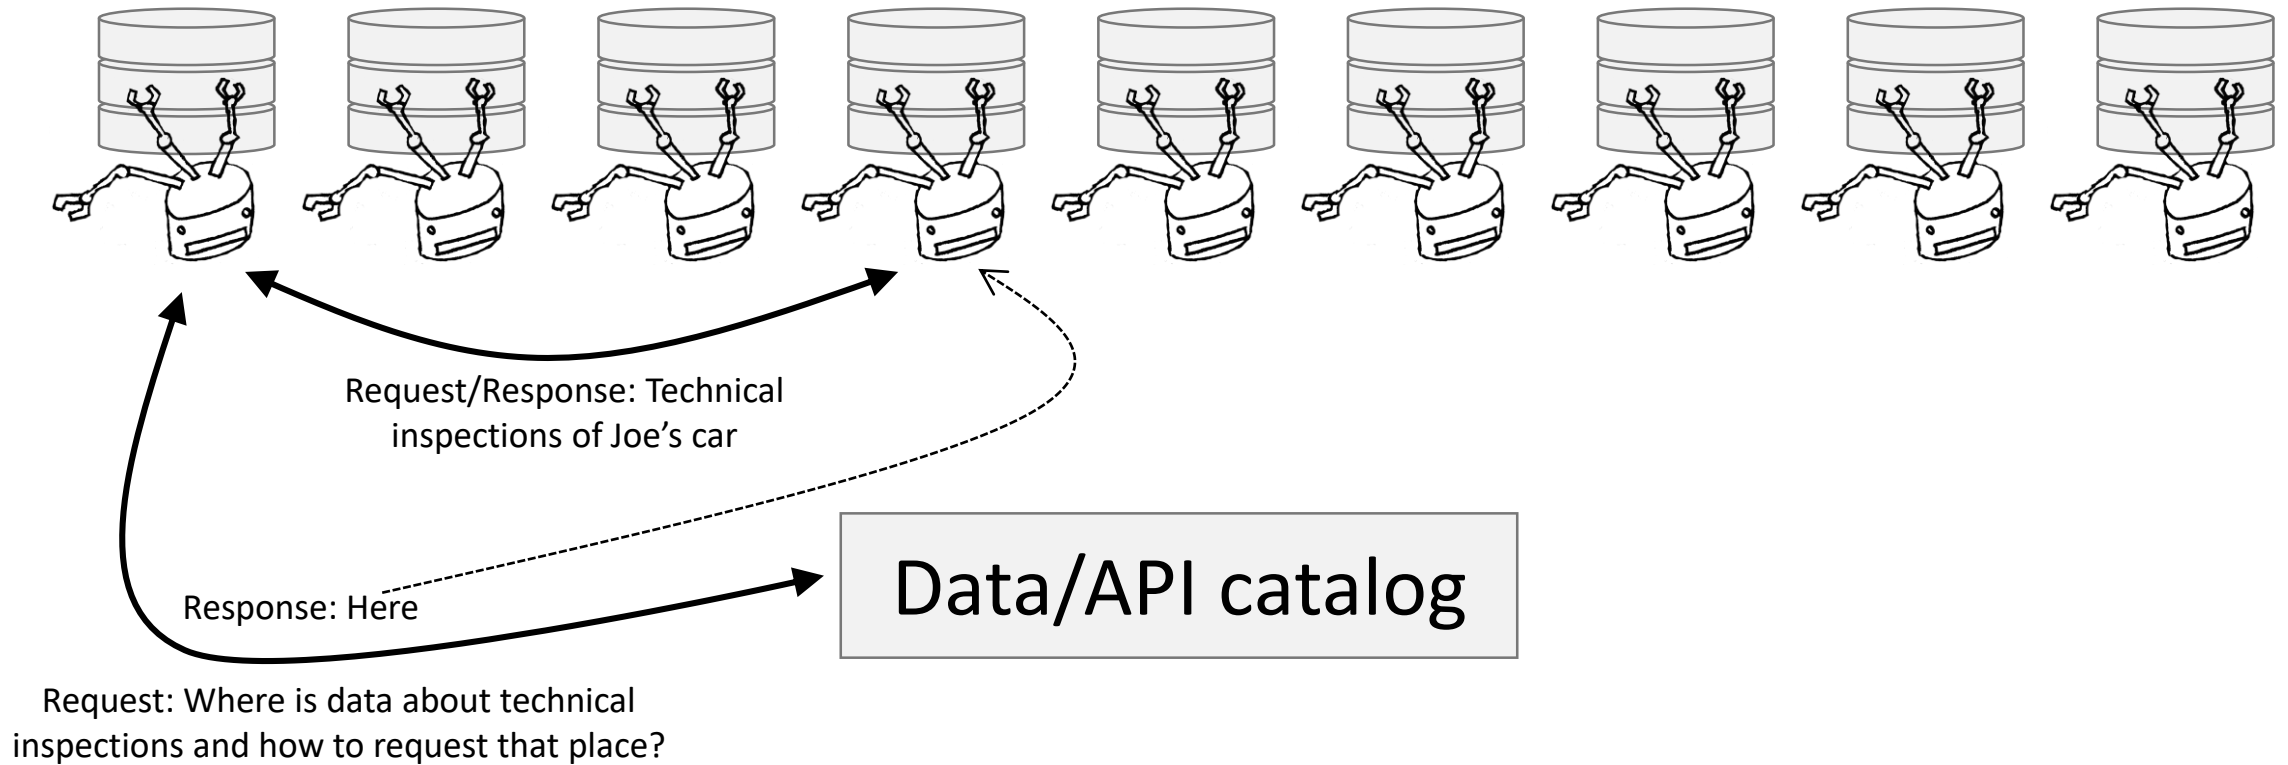 Request/Response: Technical
inspections of Joe’s car
Data/API catalog
Response: Here
Request: Where is data about technical
inspections and how to request that place?